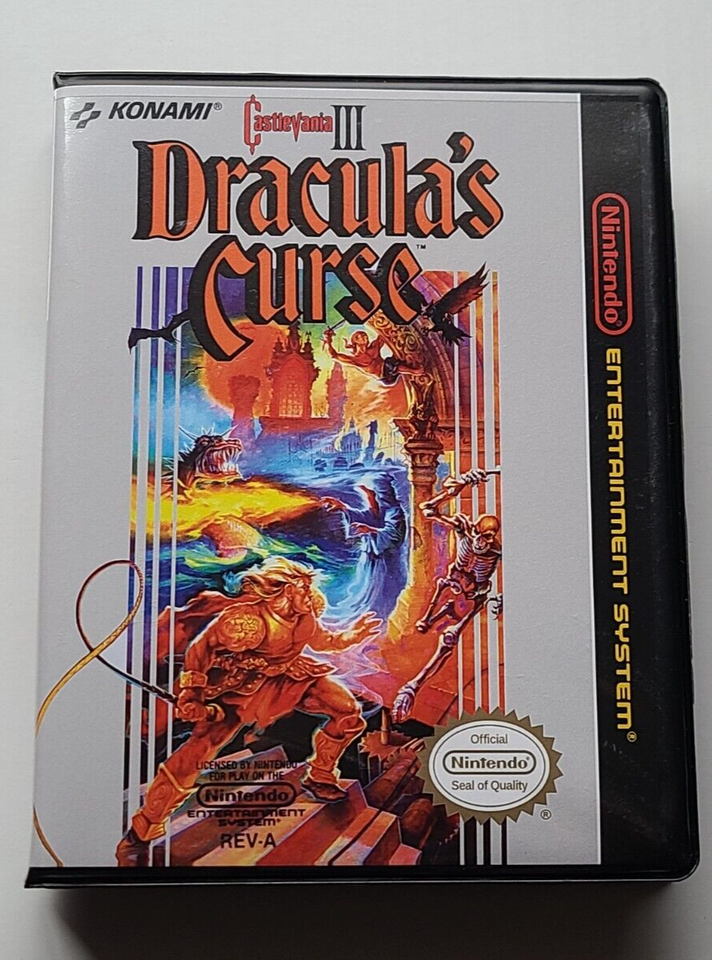 KONAMI®
Castlevania III
Dracula's
Curse™
Nintendo®
ENTERTAINMENT SYSTEM®
LICENSED BY NINTENDO
FOR PLAY ON THE
Nintendo
ENTERTAINMENT
SYSTEM®
REV-A
Official
Nintendo®
Seal of Quality
®